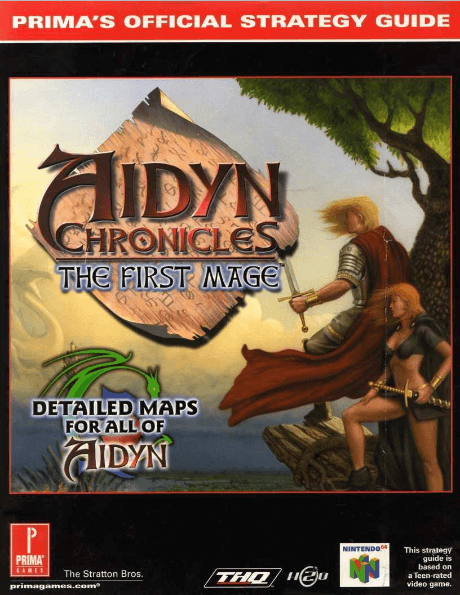 PRIMA'S OFFICIAL STRATEGY GUIDE
AIDYN
CHRONICLES
THE FIRST MAGE™
DETAILED MAPS
FOR ALL OF
AIDYN
P
PRIMA®
GAMES
primagames.com®
The Stratton Bros.
THQ
H2O
NINTENDO64
N
This strategy
guide is
based on
a Teen-rated
video game.